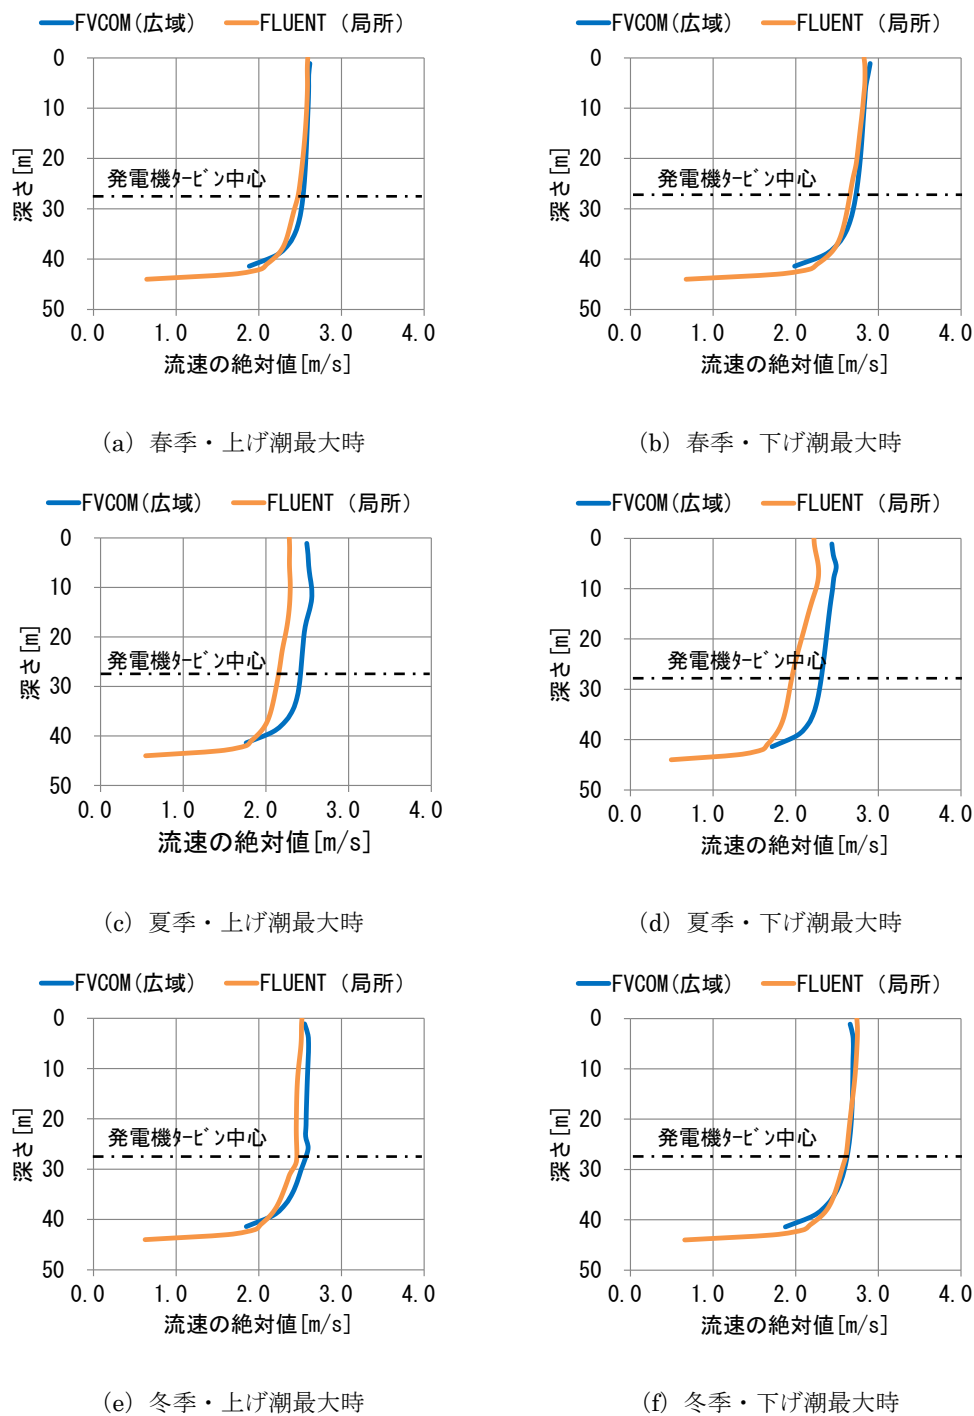 FVCOM(広域) FLUENT (局所) FVCOM(広域) FLUENT (局所)
0 0
10 10
20 20
発電機ﾀｰﾋﾞﾝ中心 発電機ﾀｰﾋﾞﾝ中心
深さ[m] 深さ[m]
30 30
40 40
50 50
0.0 1.0 2.0 3.0 4.0 0.0 1.0 2.0 3.0 4.0
流速の絶対値[m/s] 流速の絶対値[m/s]
(a) 春季・上げ潮最大時 (b) 春季・下げ潮最大時
FVCOM(広域) FLUENT (局所) FVCOM(広域) FLUENT (局所)
0 0
10 10
20 20
発電機ﾀｰﾋﾞﾝ中心 発電機ﾀｰﾋﾞﾝ中心
深さ[m] 深さ[m]
30 30
40 40
50 50
0.0 1.0 2.0 3.0 4.0 0.0 1.0 2.0 3.0 4.0
流速の絶対値[m/s] 流速の絶対値[m/s]
(c) 夏季・上げ潮最大時 (d) 夏季・下げ潮最大時
FVCOM(広域) FLUENT (局所) FVCOM(広域) FLUENT (局所)
0 0
10 10
20 20
発電機ﾀｰﾋﾞﾝ中心 発電機ﾀｰﾋﾞﾝ中心
深さ[m] 深さ[m]
30 30
40 40
50 50
0.0 1.0 2.0 3.0 4.0 0.0 1.0 2.0 3.0 4.0
流速の絶対値[m/s] 流速の絶対値[m/s]
(e) 冬季・上げ潮最大時 (f) 冬季・下げ潮最大時